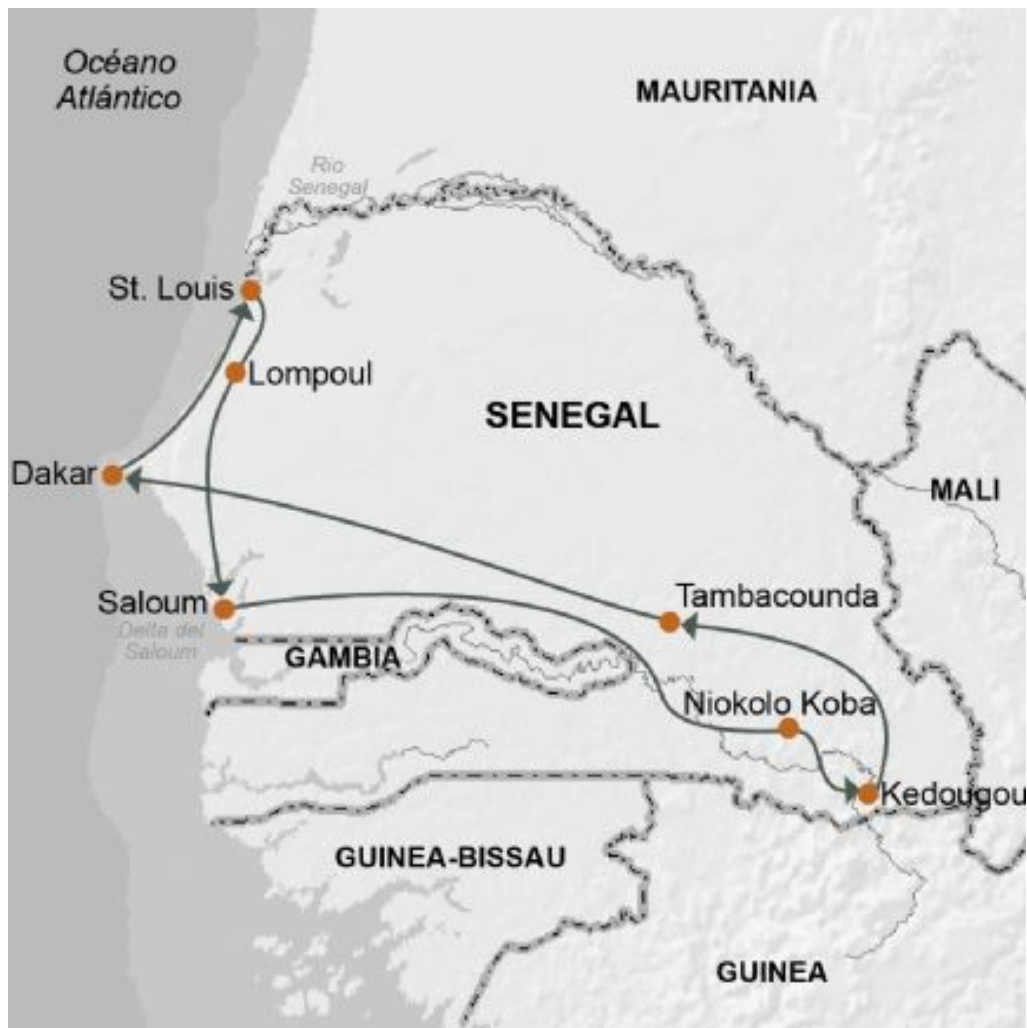 Océano
Atlántico
MAURITANIA
Rio
Senegal
St. Louis
Lompoul
SENEGAL
Dakar
MALI
Saloum
Delta del
Saloum
Tambacounda
GAMBIA
Niokolo Koba
Kedougou
GUINEA-BISSAU
GUINEA